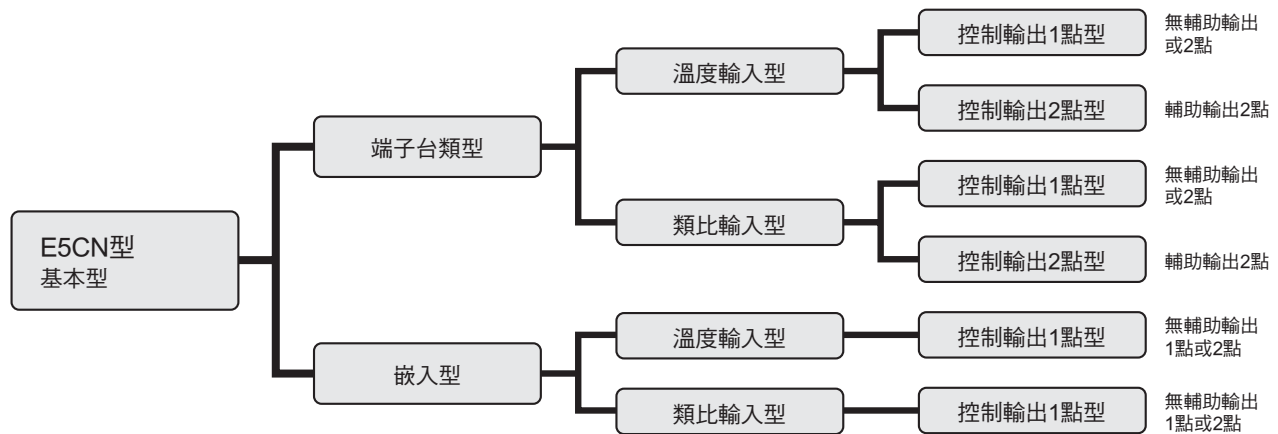 E5CN型
基本型
端子台類型
溫度輸入型
控制輸出1點型
無輔助輸出
或2點
控制輸出2點型
輔助輸出2點
類比輸入型
控制輸出1點型
無輔助輸出
或2點
控制輸出2點型
輔助輸出2點
嵌入型
溫度輸入型
控制輸出1點型
無輔助輸出
1點或2點
類比輸入型
控制輸出1點型
無輔助輸出
1點或2點